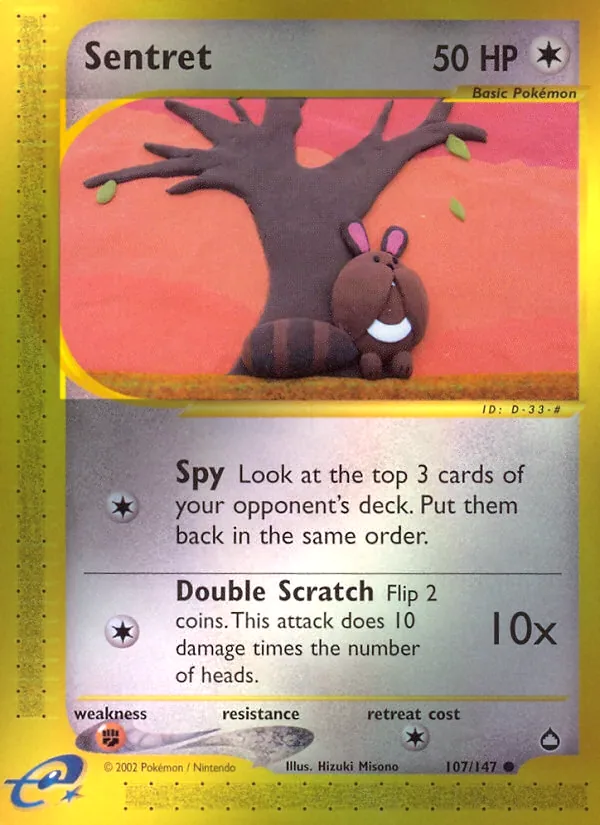 Sentret 50 HP
Basic Pokémon
ID: D-33-#
Spy Look at the top 3 cards of
your opponent's deck. Put them
back in the same order.
Double Scratch Flip 2
coins. This attack does 10
damage times the number
of heads.
10x
weakness resistance retreat cost
© 2002 Pokémon / Nintendo Illus. Hizuki Misono 107/147
e